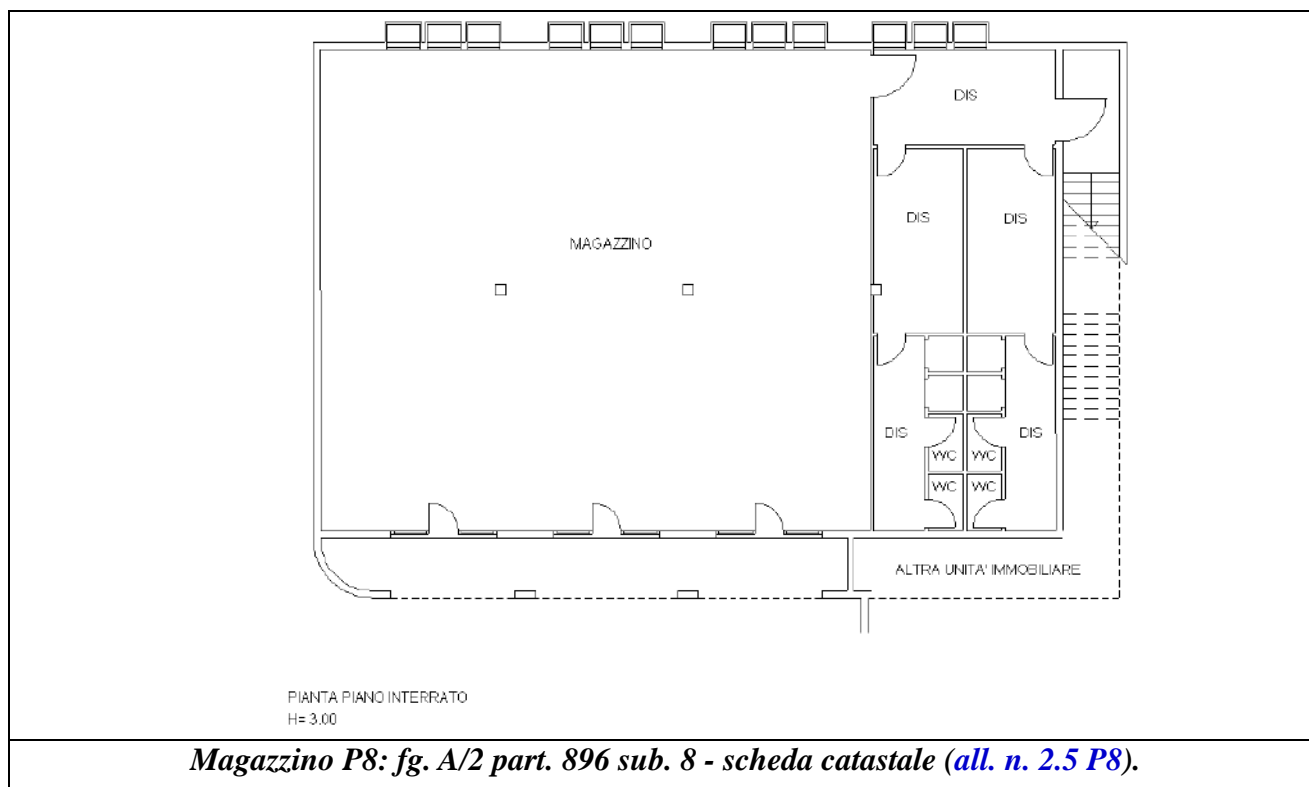 DIS
DIS
DIS
MAGAZZINO
DIS
DIS
WC
WC
WC
WC
ALTRA UNITA' IMMOBILIARE
PIANTA PIANO INTERRATO
H= 3.00
Magazzino P8: fg. A/2 part. 896 sub. 8 - scheda catastale (all. n. 2.5 P8).